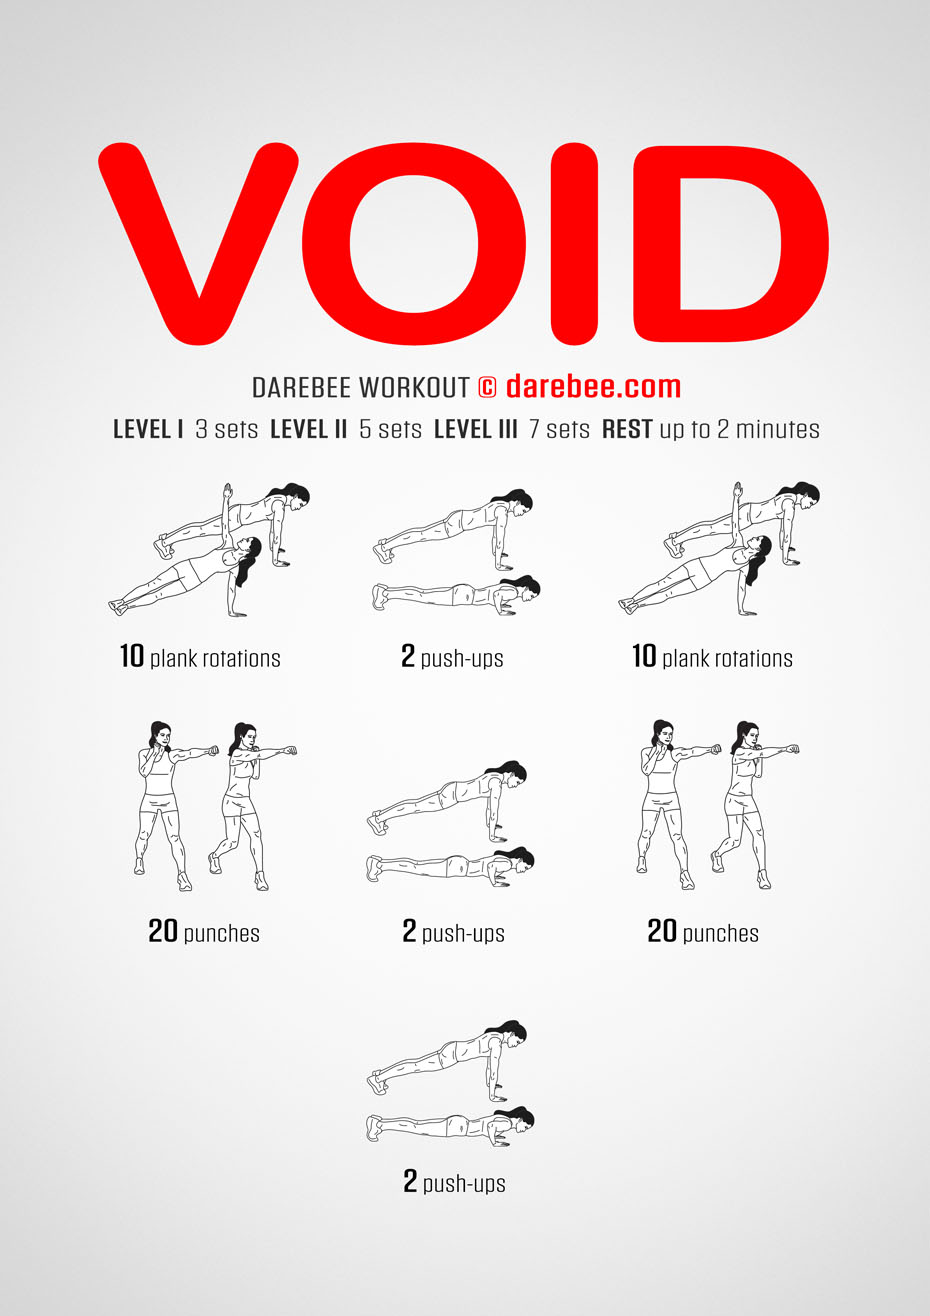 VOID
DAREBEE WORKOUT © darebee.com
LEVEL I 3 sets LEVEL II 5 sets LEVEL III 7 sets REST up to 2 minutes
10 plank rotations
2 push-ups
10 plank rotations
20 punches
2 push-ups
20 punches
2 push-ups